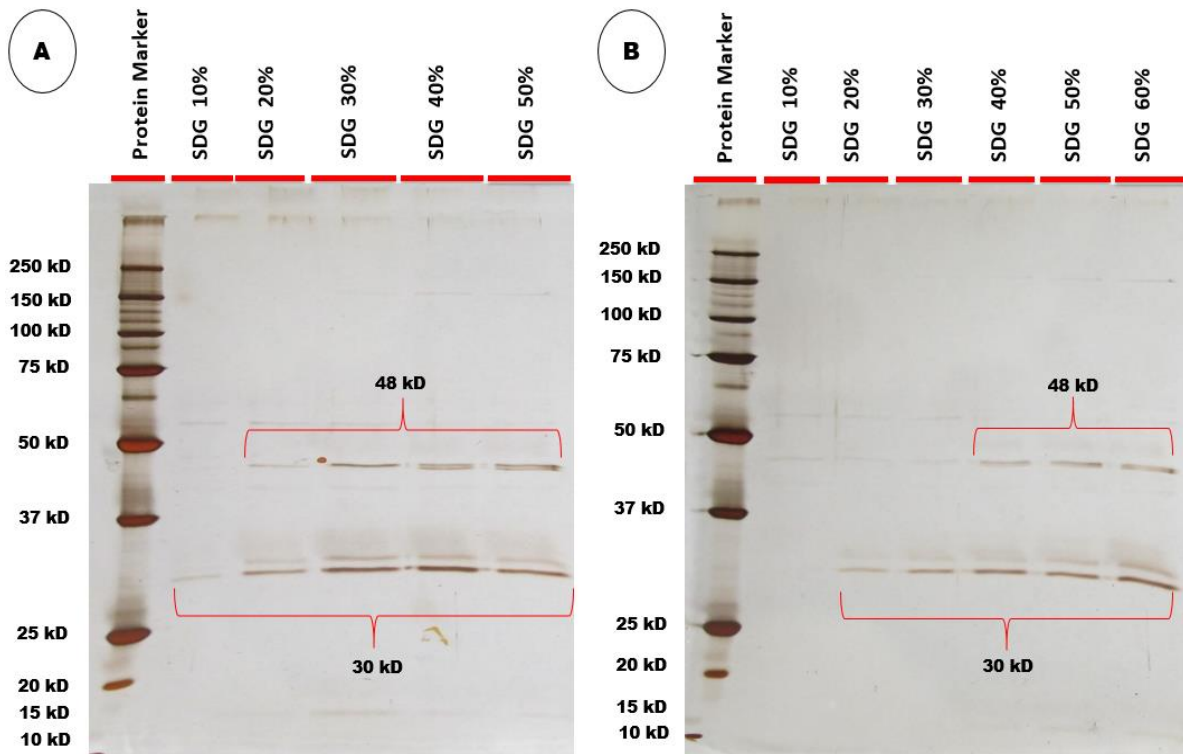 A
Protein Marker
SDG 10%
SDG 20%
SDG 30%
SDG 40%
SDG 50%
250 kD
150 kD
100 kD
75 kD
50 kD
37 kD
25 kD
20 kD
15 kD
10 kD
48 kD
30 kD
B
Protein Marker
SDG 10%
SDG 20%
SDG 30%
SDG 40%
SDG 50%
SDG 60%
250 kD
150 kD
100 kD
75 kD
50 kD
37 kD
25 kD
20 kD
15 kD
10 kD
48 kD
30 kD